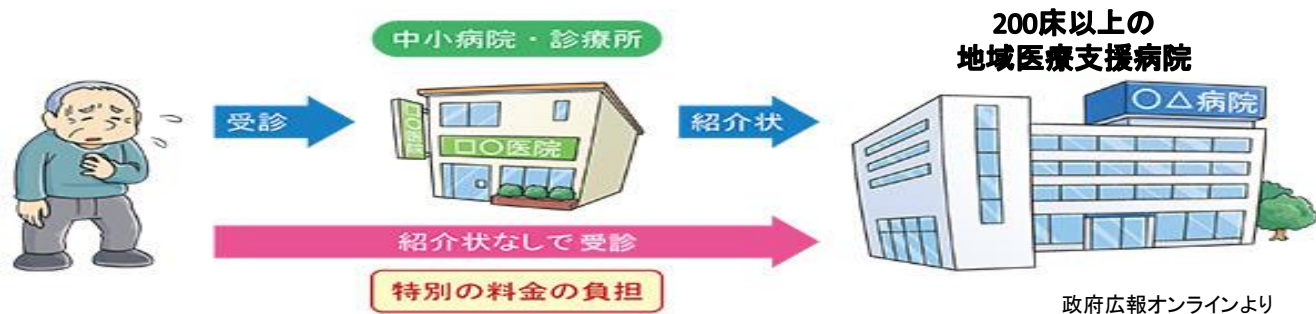 中小病院・診療所
200床以上の
地域医療支援病院
受診
□○医院
□○医院
紹介状
○△病院
紹介状なしで受診
特別の料金の負担
政府広報オンラインより